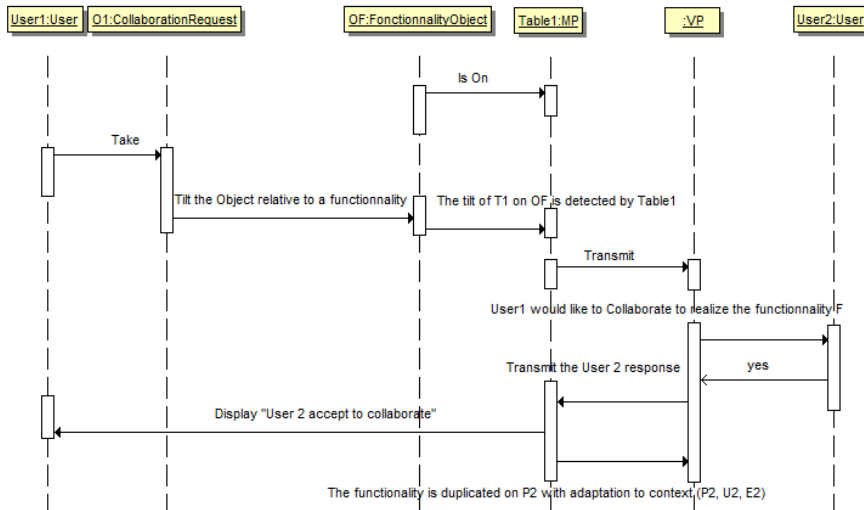 User1:User
O1:CollaborationRequest
OF:FonctionnalityObject
Table1:MP
:VP
User2:User
Is On
Take
Tilt the Object relative to a functionnality
The tilt of T1 on OF is detected by Table1
Transmit
User1 would like to Collaborate to realize the functionnality F
Transmit the User 2 response
yes
Display "User 2 accept to collaborate"
The functionality is duplicated on P2 with adaptation to context (P2, U2, E2)